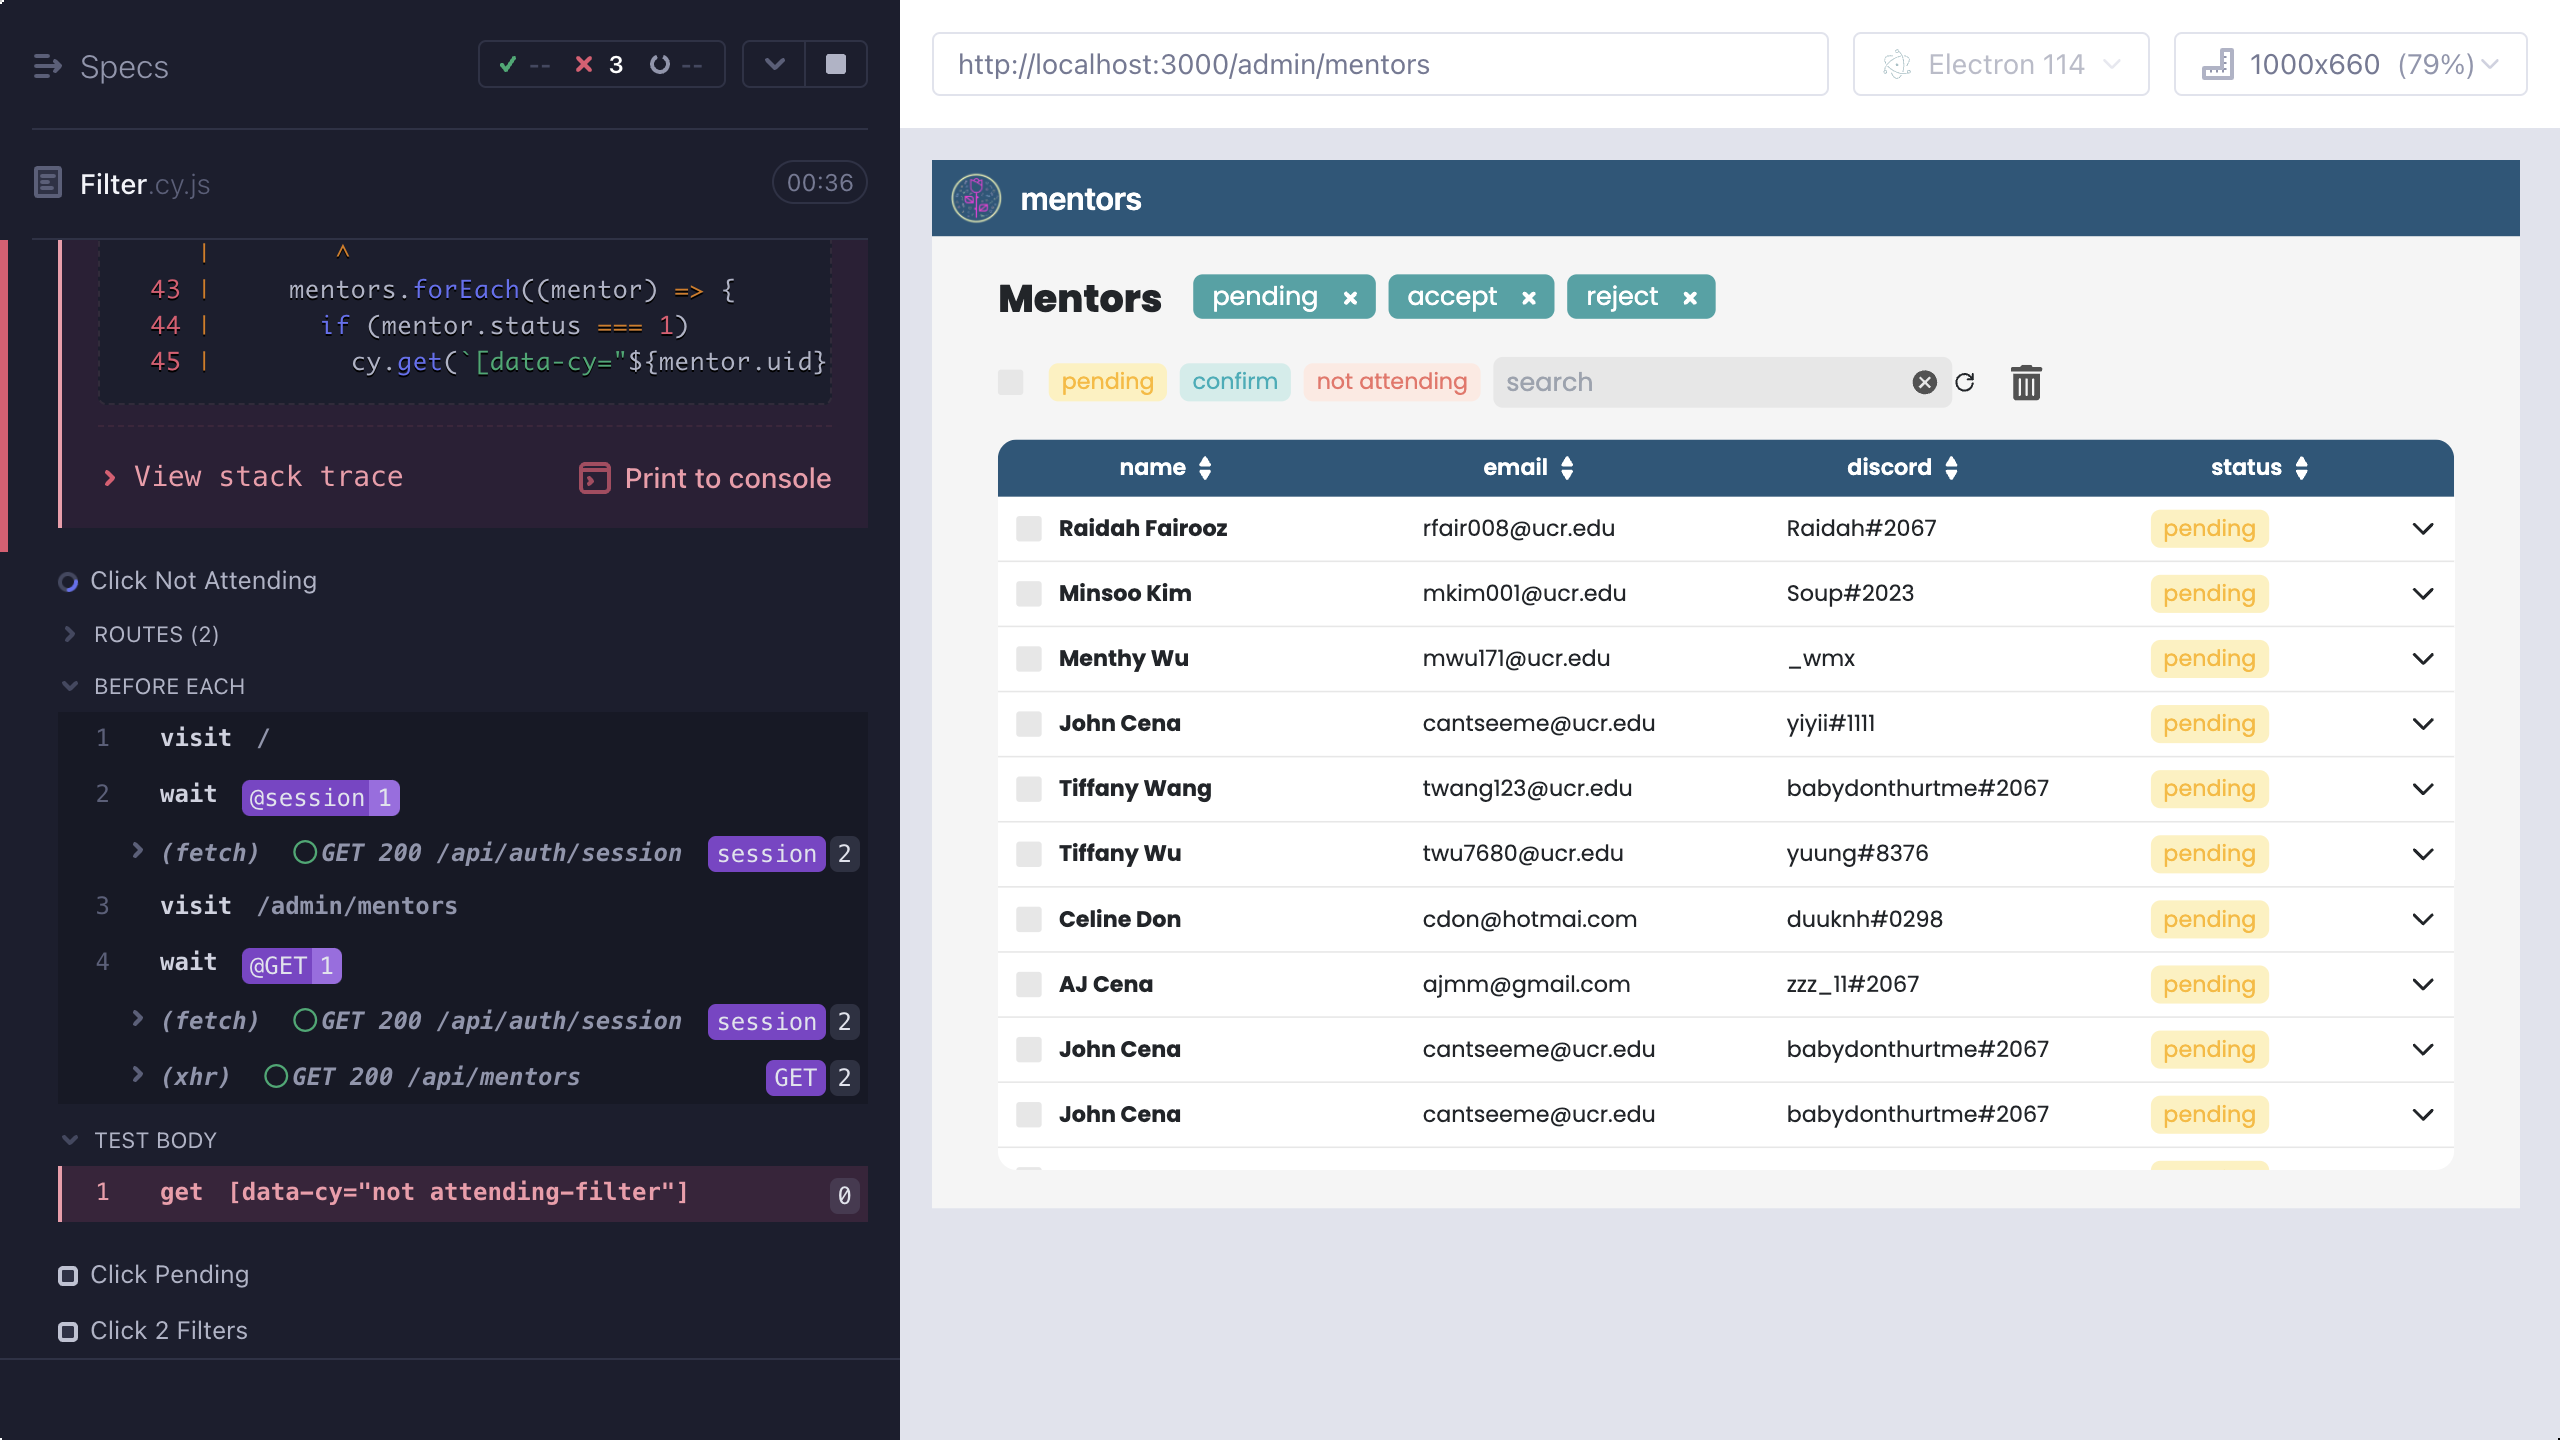 Specs
-- 3 --
Filter.cy.js
00:36
| ^
43 | mentors.forEach((mentor) => {
44 | if (mentor.status === 1)
45 | cy.get(`[data-cy="${mentor.uid}
View stack trace
Print to console
Click Not Attending
ROUTES (2)
BEFORE EACH
1 visit /
2 wait @session 1
(fetch) GET 200 /api/auth/session session 2
3 visit /admin/mentors
4 wait @GET 1
(fetch) GET 200 /api/auth/session session 2
(xhr) GET 200 /api/mentors GET 2
TEST BODY
1 get [data-cy="not attending-filter"] 0
Click Pending
Click 2 Filters
http://localhost:3000/admin/mentors
Electron 114
1000x660 (79%)
mentors
Mentors pending × accept × reject ×
pending confirm not attending search
name email discord status
Raidah Fairooz rfair008@ucr.edu Raidah#2067 pending
Minsoo Kim mkim001@ucr.edu Soup#2023 pending
Menthy Wu mwu171@ucr.edu _wmx pending
John Cena cantseeme@ucr.edu yiyii#1111 pending
Tiffany Wang twang123@ucr.edu babydonthurtme#2067 pending
Tiffany Wu twu7680@ucr.edu yuung#8376 pending
Celine Don cdon@hotmai.com duuknh#0298 pending
AJ Cena ajmm@gmail.com zzz_11#2067 pending
John Cena cantseeme@ucr.edu babydonthurtme#2067 pending
John Cena cantseeme@ucr.edu babydonthurtme#2067 pending